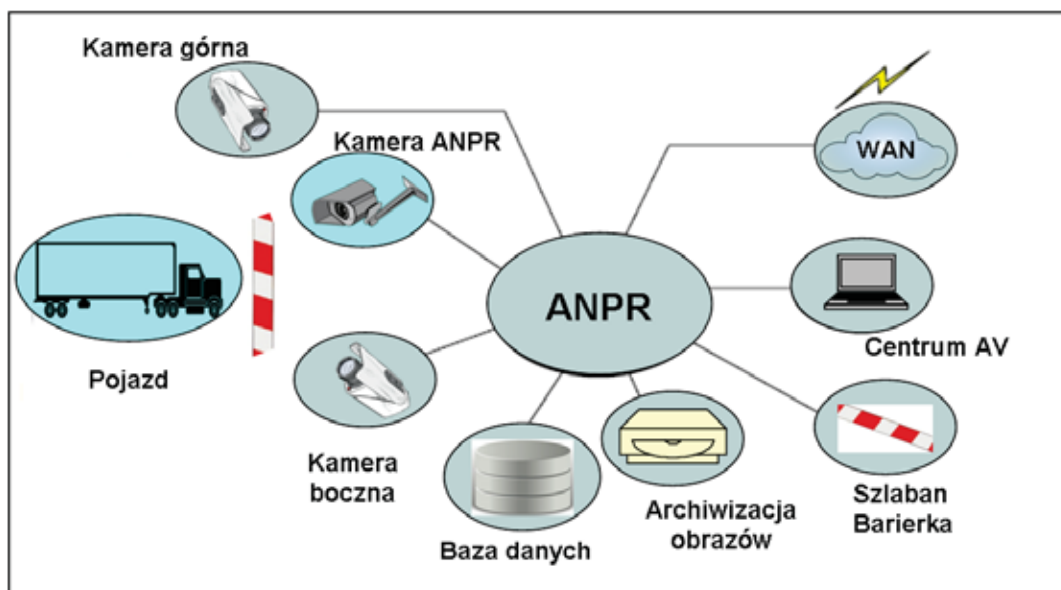 Kamera górna
Kamera ANPR
WAN
ANPR
Pojazd
Centrum AV
Kamera
boczna
Baza danych
Archiwizacja
obrazów
Szlaban
Barierka